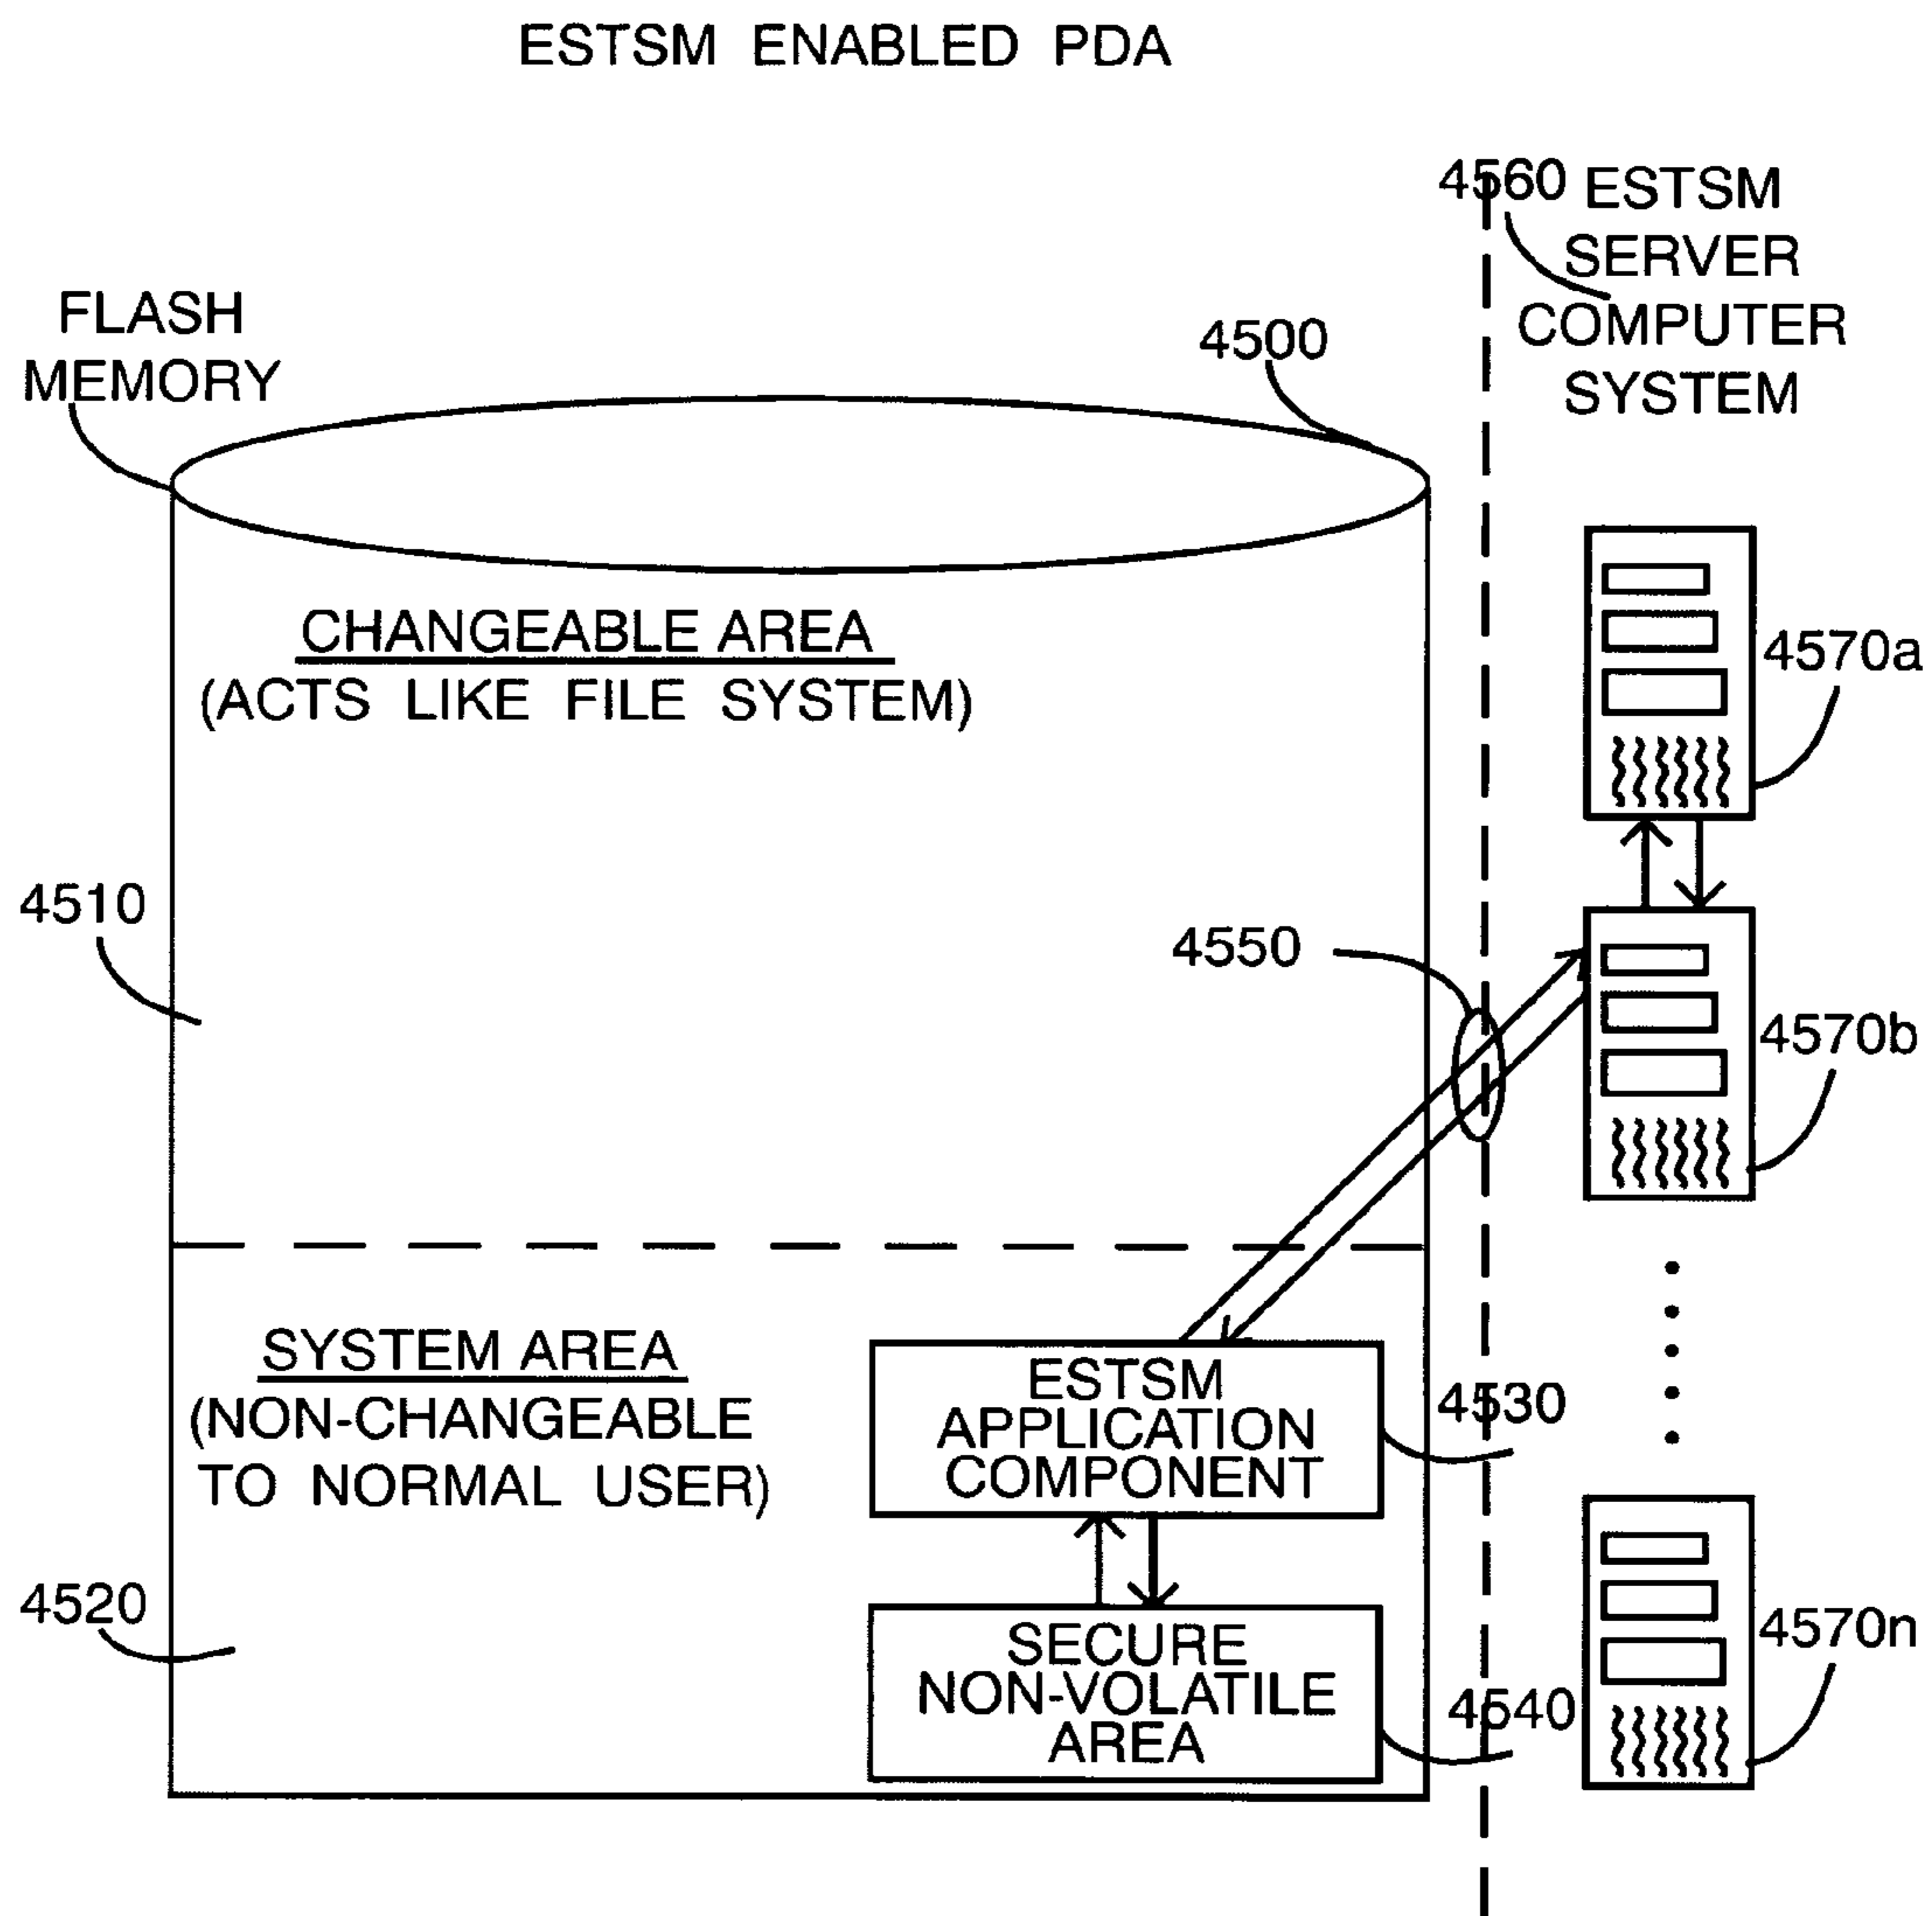 ESTSM ENABLED PDA
4560 ESTSM
SERVER
COMPUTER
SYSTEM
FLASH
MEMORY
4500
CHANGEABLE AREA
(ACTS LIKE FILE SYSTEM)
4570a
4510
4550
4570b
SYSTEM AREA
(NON-CHANGEABLE
TO NORMAL USER)
ESTSM
APPLICATION
COMPONENT
4530
4520
SECURE
NON-VOLATILE
AREA
4540
4570n